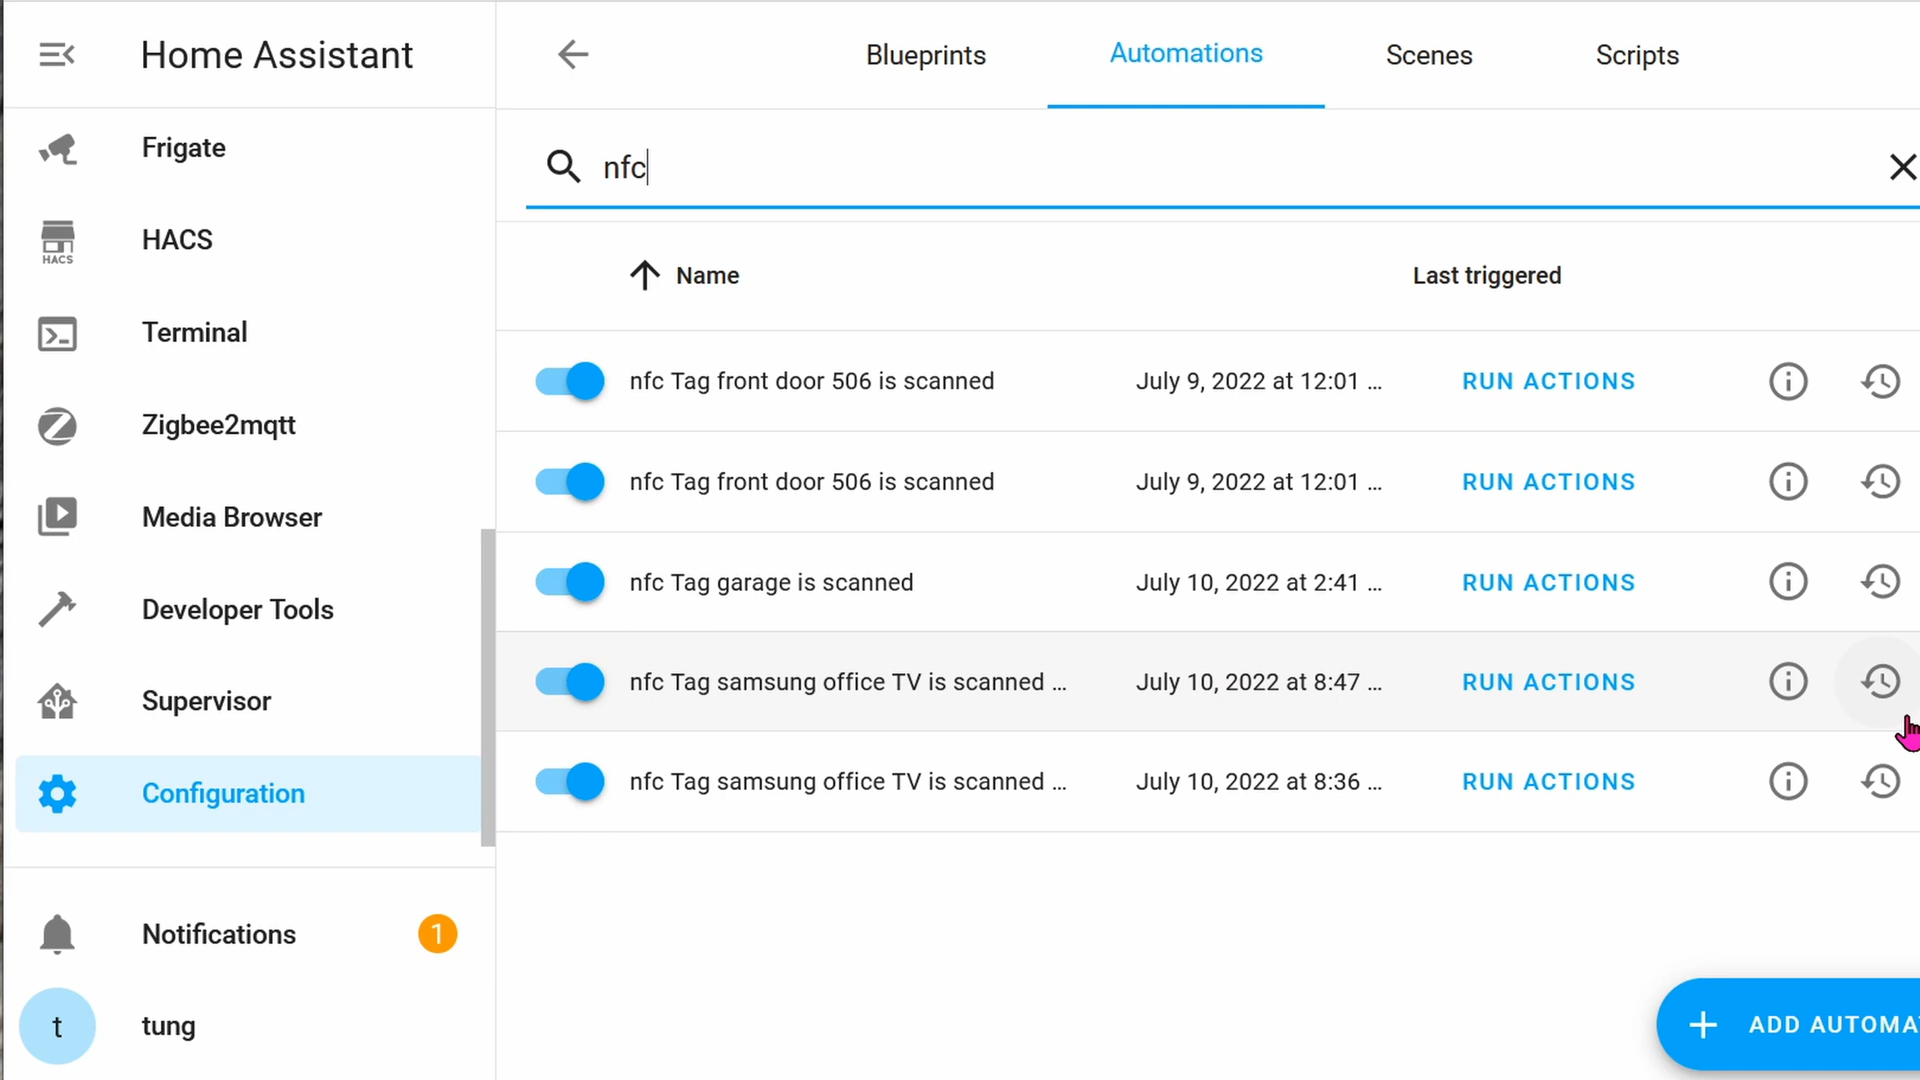 Home Assistant
Blueprints
Automations
Scenes
Scripts
Frigate
HACS
HACS
Terminal
Zigbee2mqtt
Media Browser
Developer Tools
Supervisor
Configuration
Notifications
1
t
tung
nfc
Name
Last triggered
nfc Tag front door 506 is scanned
July 9, 2022 at 12:01 ...
RUN ACTIONS
nfc Tag front door 506 is scanned
July 9, 2022 at 12:01 ...
RUN ACTIONS
nfc Tag garage is scanned
July 10, 2022 at 2:41 ...
RUN ACTIONS
nfc Tag samsung office TV is scanned ...
July 10, 2022 at 8:47 ...
RUN ACTIONS
nfc Tag samsung office TV is scanned ...
July 10, 2022 at 8:36 ...
RUN ACTIONS
ADD AUTOMA